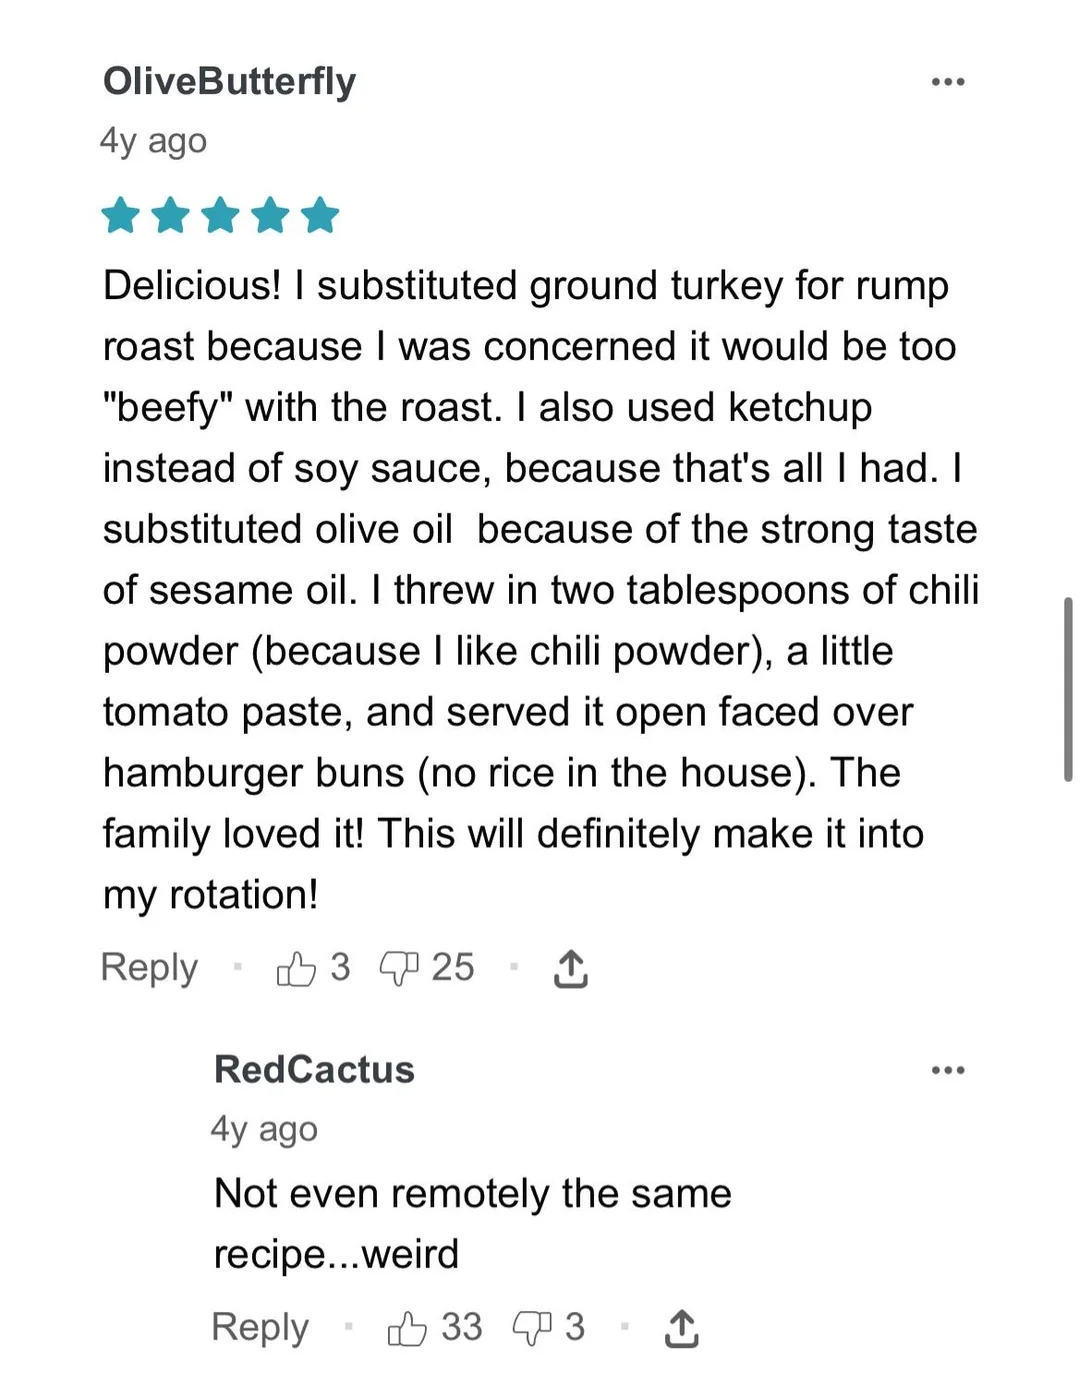 OliveButterfly
4y ago
Delicious! I substituted ground turkey for rump
roast because I was concerned it would be too
"beefy" with the roast. I also used ketchup
instead of soy sauce, because that's all I had. I
substituted olive oil  because of the strong taste
of sesame oil. I threw in two tablespoons of chili
powder (because I like chili powder), a little
tomato paste, and served it open faced over
hamburger buns (no rice in the house). The
family loved it! This will definitely make it into
my rotation!
Reply 3 25
RedCactus
4y ago
Not even remotely the same
recipe...weird
Reply 33 3